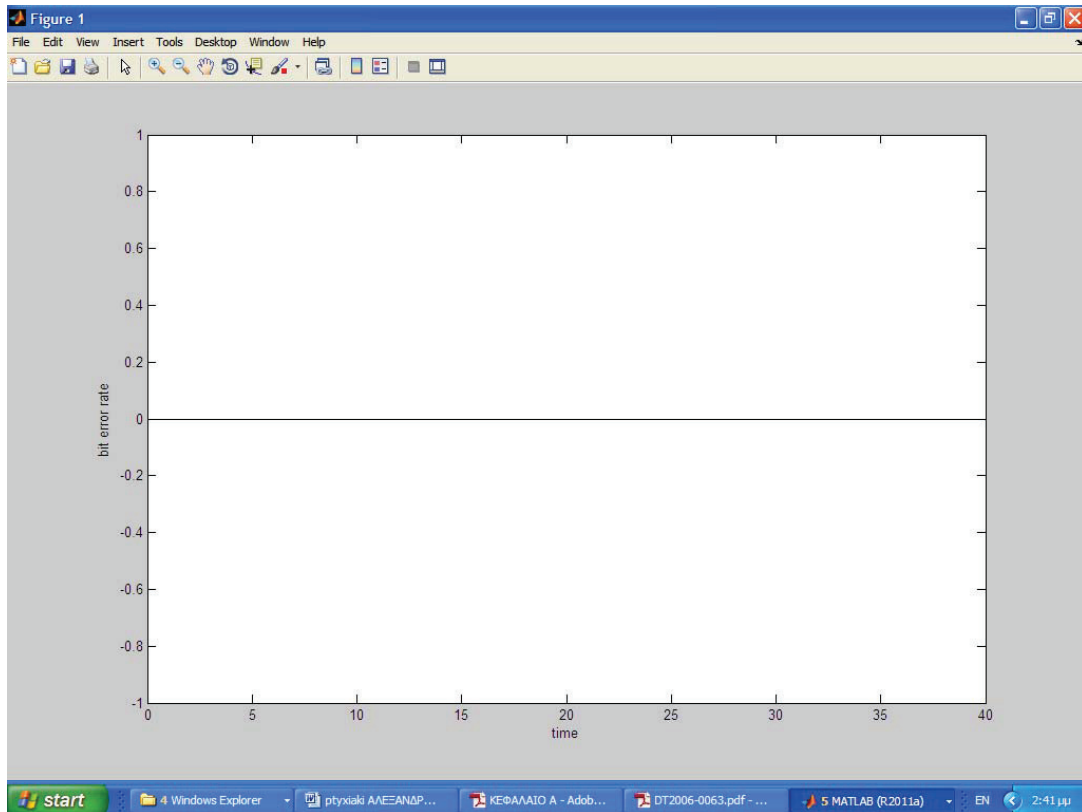 Figure 1
File Edit View Insert Tools Desktop Window Help
1
0.8
0.6
0.4
0.2
0
-0.2
-0.4
-0.6
-0.8
-1
bit error rate
0 5 10 15 20 25 30 35 40
time
start 4 Windows Explorer ptyxiaki ΑΛΕΞΑΝΔΡ... ΚΕΦΑΛΑΙΟ Α - Adob... DT2006-0063.pdf - ... 5 MATLAB (R2011a) EN 2:41 μμ